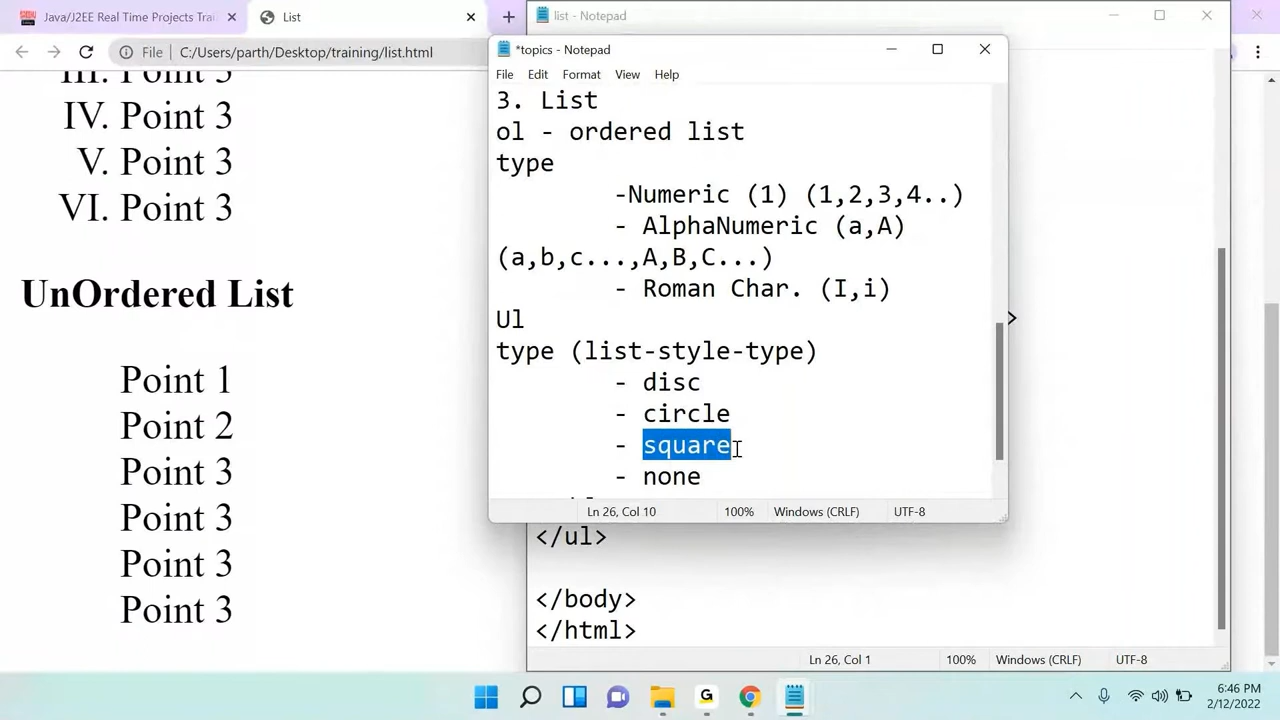 Java/J2EE Real Time Projects Trai
List
list - Notepad
File
C:/Users/parth/Desktop/training/list.html
*topics - Notepad
File Edit Format View Help
III. Point 3
IV. Point 3
V. Point 3
VI. Point 3
UnOrdered List
Point 1
Point 2
Point 3
Point 3
Point 3
Point 3
3. List
ol - ordered list
type
-Numeric (1) (1,2,3,4..)
- AlphaNumeric (a,A)
(a,b,c...,A,B,C...)
- Roman Char. (I,i)
Ul
type (list-style-type)
- disc
- circle
- square
- none
Ln 26, Col 10 100% Windows (CRLF) UTF-8
>
</ul>
</body>
</html>
Ln 26, Col 1 100% Windows (CRLF) UTF-8
G
6:46 PM
2/12/2022